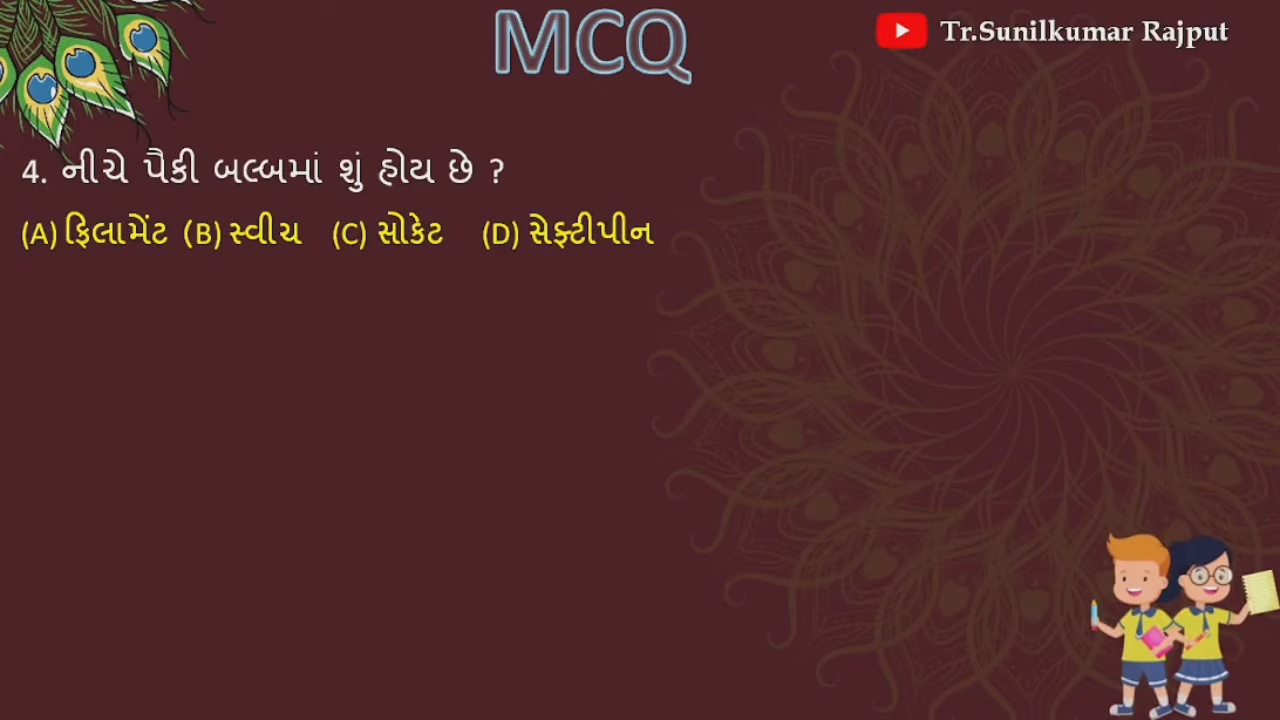 MCQ
Tr.Sunilkumar Rajput
4. નીચે પૈકી બલ્બમાં શું હોય છે ?
(A) ફિલામેંટ (B) સ્વીચ (C) સોકેટ (D) સેફ્ટીપીન